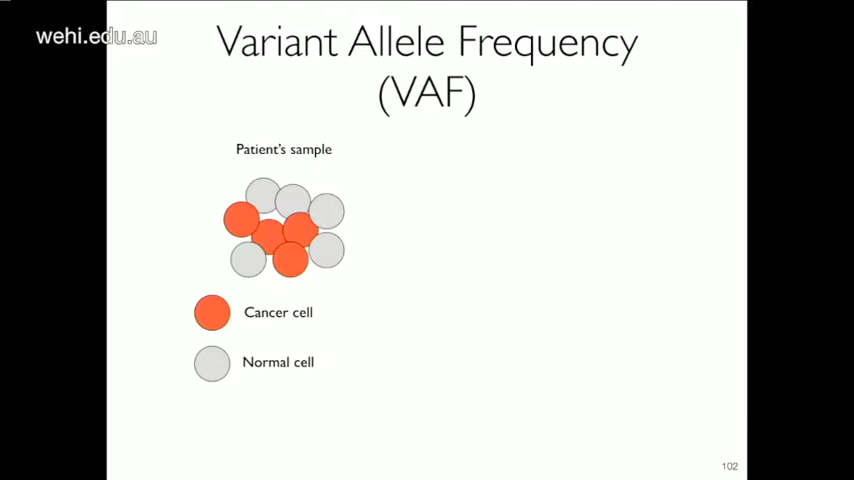 wehi.edu.au
Variant Allele Frequency
(VAF)
Patient's sample
Cancer cell
Normal cell
102